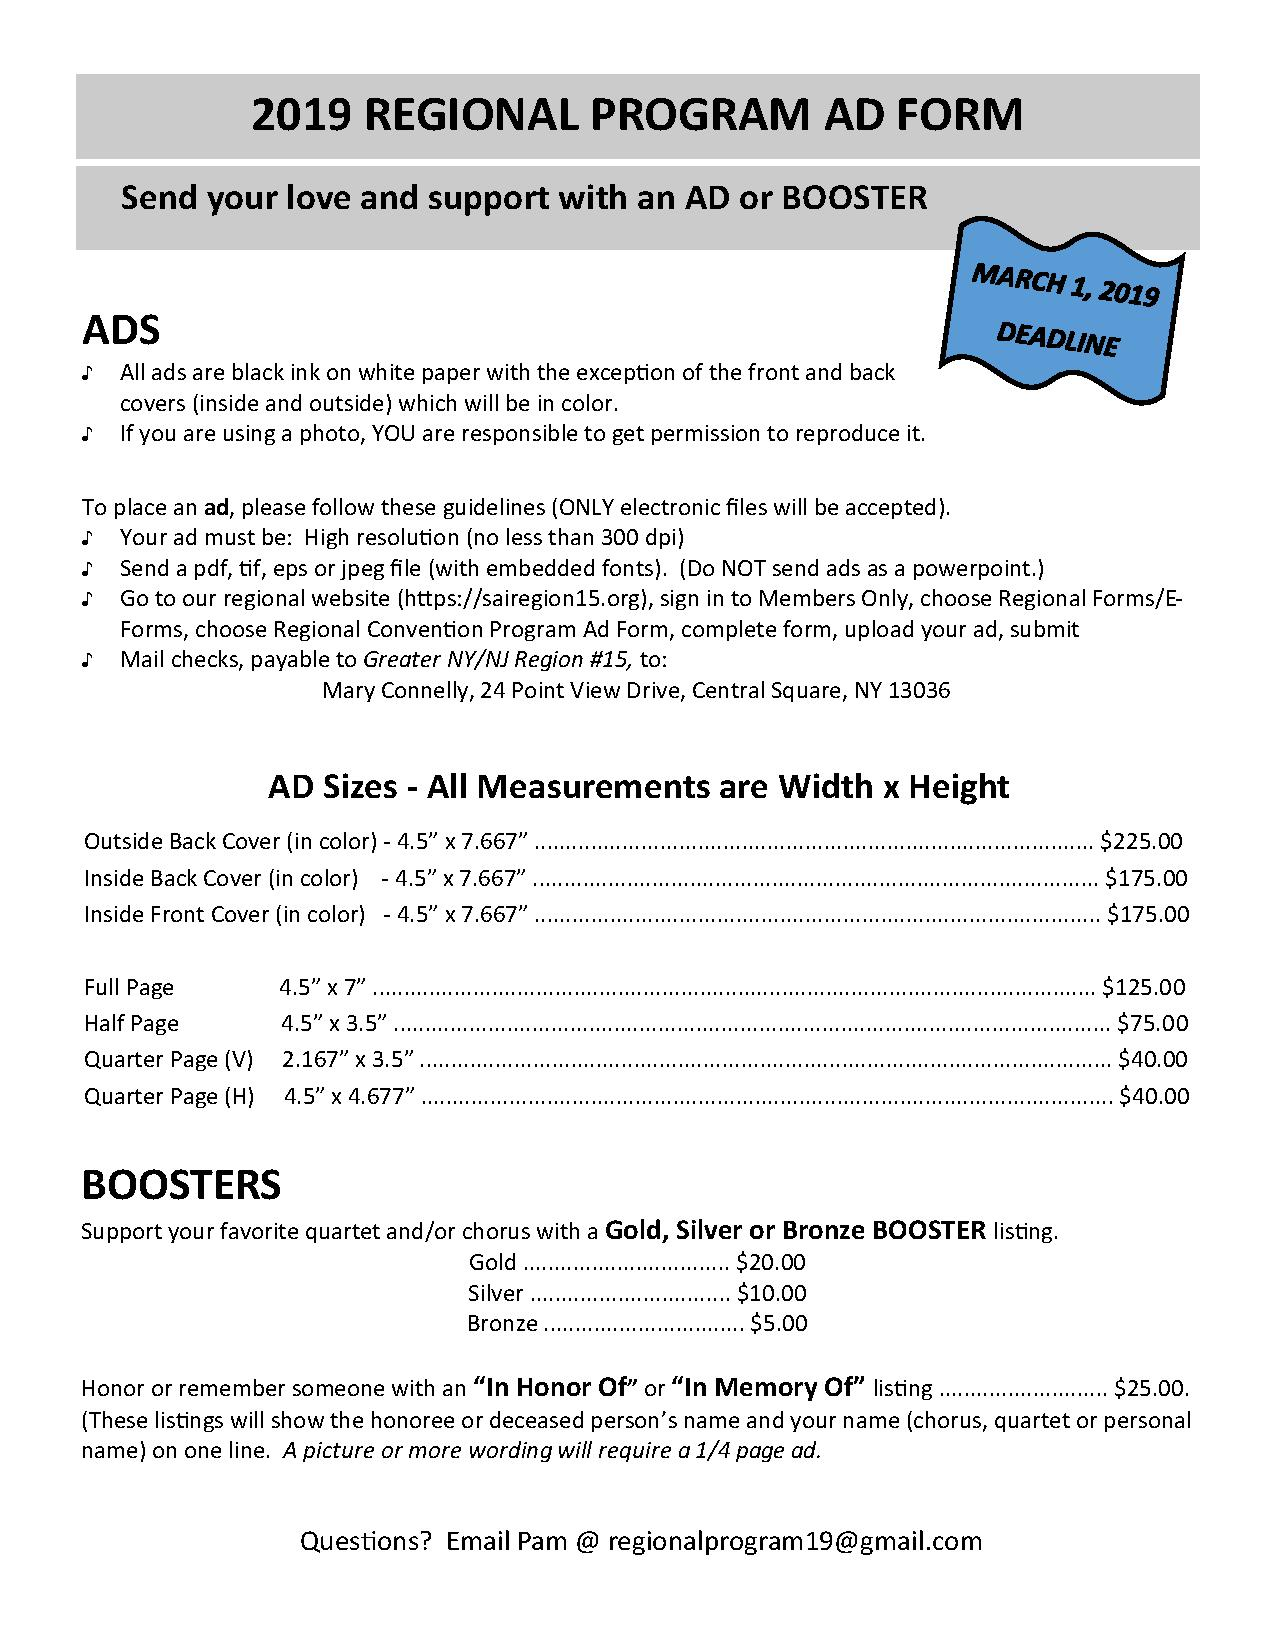 2019 REGIONAL PROGRAM AD FORM
Send your love and support with an AD or BOOSTER
MARCH 1, 2019
DEADLINE
ADS
♪ All ads are black ink on white paper with the exception of the front and back
covers (inside and outside) which will be in color.
♪ If you are using a photo, YOU are responsible to get permission to reproduce it.
To place an ad, please follow these guidelines (ONLY electronic files will be accepted).
♪ Your ad must be:  High resolution (no less than 300 dpi)
♪ Send a pdf, tif, eps or jpeg file (with embedded fonts).  (Do NOT send ads as a powerpoint.)
♪ Go to our regional website (https://sairegion15.org), sign in to Members Only, choose Regional Forms/E-
Forms, choose Regional Convention Program Ad Form, complete form, upload your ad, submit
♪ Mail checks, payable to Greater NY/NJ Region #15, to:
Mary Connelly, 24 Point View Drive, Central Square, NY 13036
AD Sizes - All Measurements are Width x Height
Outside Back Cover (in color) - 4.5” x 7.667” ......................................................................................... $225.00
Inside Back Cover (in color)   - 4.5” x 7.667” .......................................................................................... $175.00
Inside Front Cover (in color)   - 4.5” x 7.667” .......................................................................................... $175.00
Full Page 4.5” x 7” ................................................................................................................... $125.00
Half Page 4.5” x 3.5” .................................................................................................................. $75.00
Quarter Page (V) 2.167” x 3.5” .............................................................................................................. $40.00
Quarter Page (H) 4.5” x 4.677” .............................................................................................................. $40.00
BOOSTERS
Support your favorite quartet and/or chorus with a Gold, Silver or Bronze BOOSTER listing.
Gold ................................. $20.00
Silver ................................ $10.00
Bronze ................................ $5.00
Honor or remember someone with an “In Honor Of” or “In Memory Of” listing ........................... $25.00.
(These listings will show the honoree or deceased person’s name and your name (chorus, quartet or personal
name) on one line.  A picture or more wording will require a 1/4 page ad.
Questions?  Email Pam @ regionalprogram19@gmail.com